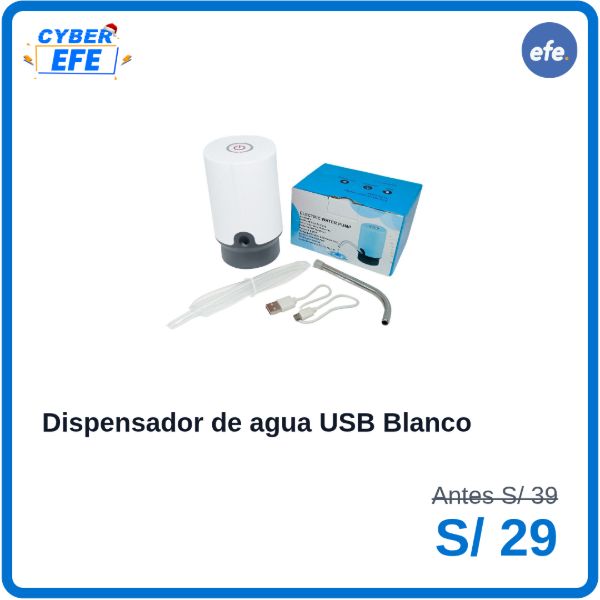 CYBER
EFE
efe.
ELECTRIC WATER PUMP
Dispensador de agua USB Blanco
Antes S/ 39
S/ 29